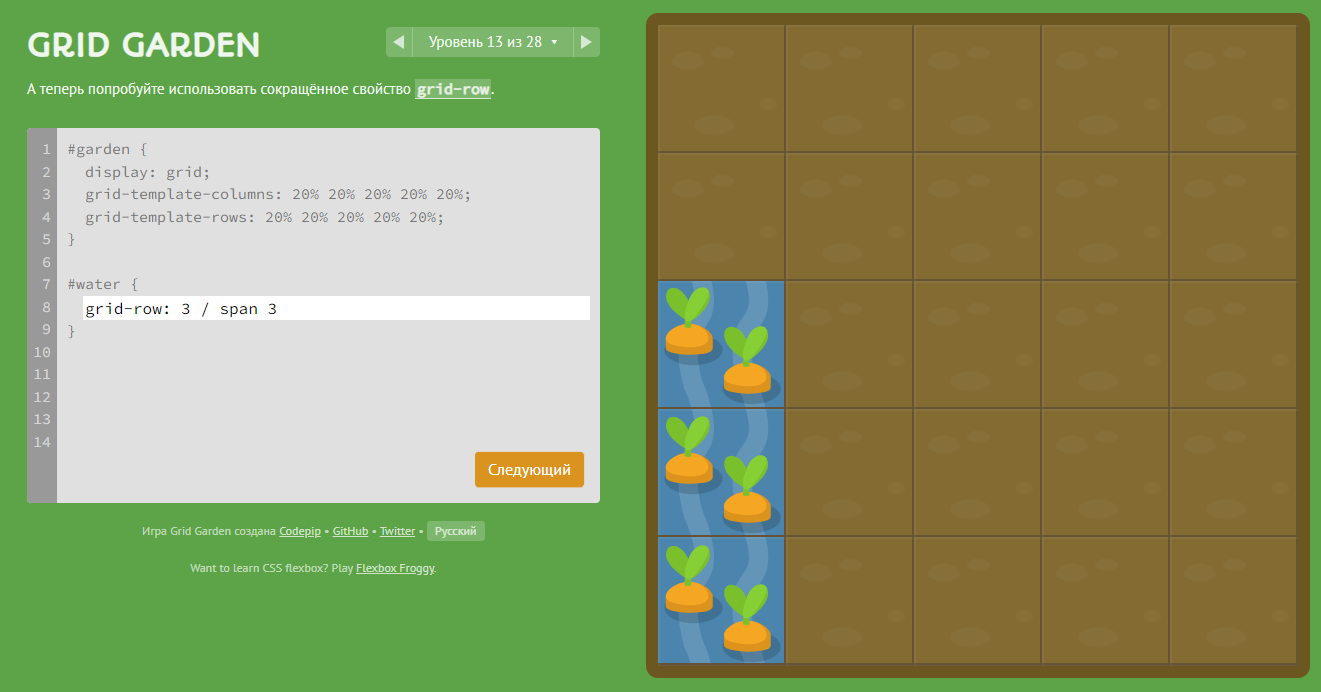 GRID GARDEN
Уровень 13 из 28
А теперь попробуйте использовать сокращённое свойство grid-row.
1 #garden {
2 display: grid;
3 grid-template-columns: 20% 20% 20% 20% 20%;
4 grid-template-rows: 20% 20% 20% 20% 20%;
5 }
6
7 #water {
8 grid-row: 3 / span 3
9 }
10
11
12
13
14
Следующий
Игра Grid Garden создана Codepip • GitHub • Twitter • Русский
Want to learn CSS flexbox? Play Flexbox Froggy.